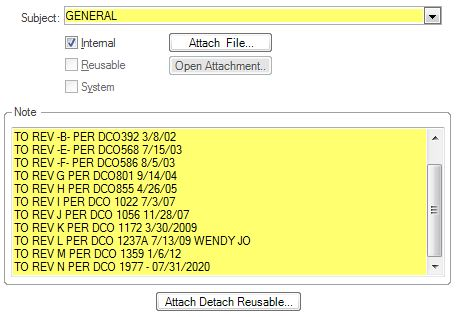 Subject: GENERAL
Internal Attach File...
Reusable Open Attachment..
System
Note
TO REV -B- PER DCO392 3/8/02
TO REV -E- PER DCO568 7/15/03
TO REV -F- PER DCO586 8/5/03
TO REV G PER DCO801 9/14/04
TO REV H PER DCO855 4/26/05
TO REV I PER DCO 1022 7/3/07
TO REV J PER DCO 1056 11/28/07
TO REV K PER DCO 1172 3/30/2009
TO REV L PER DCO 1237A 7/13/09 WENDY JO
TO REV M PER DCO 1359 1/6/12
TO REV N PER DCO 1977 - 07/31/2020
Attach Detach Reusable...